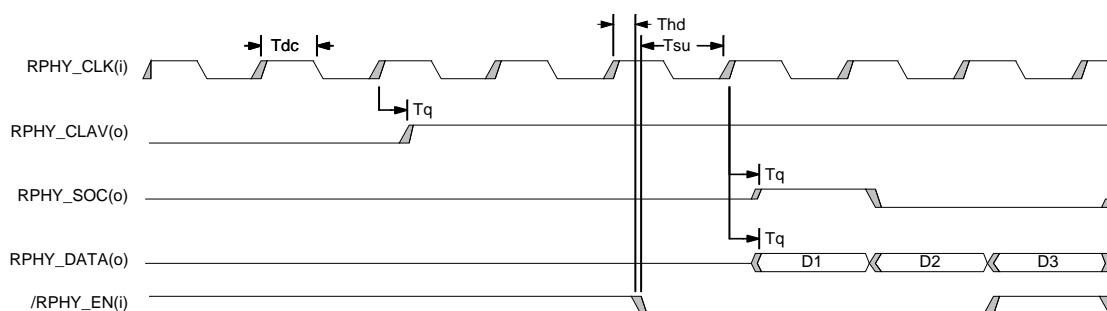 Thd
Tdc
Tsu
RPHY_CLK(i)
Tq
RPHY_CLAV(o)
Tq
RPHY_SOC(o)
Tq
RPHY_DATA(o)
D1
D2
D3
/RPHY_EN(i)